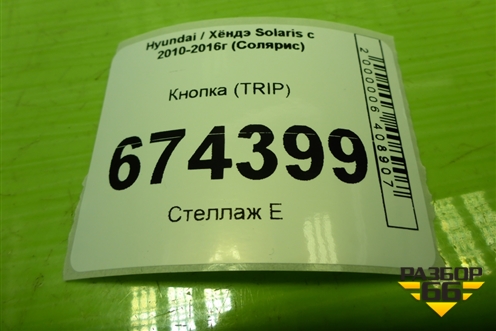 Hyundai / Хёндэ Solaris с
2010-2016г (Солярис)
Кнопка (TRIP)
674399
Стеллаж Е
2000006408907
РАЗБОР
66